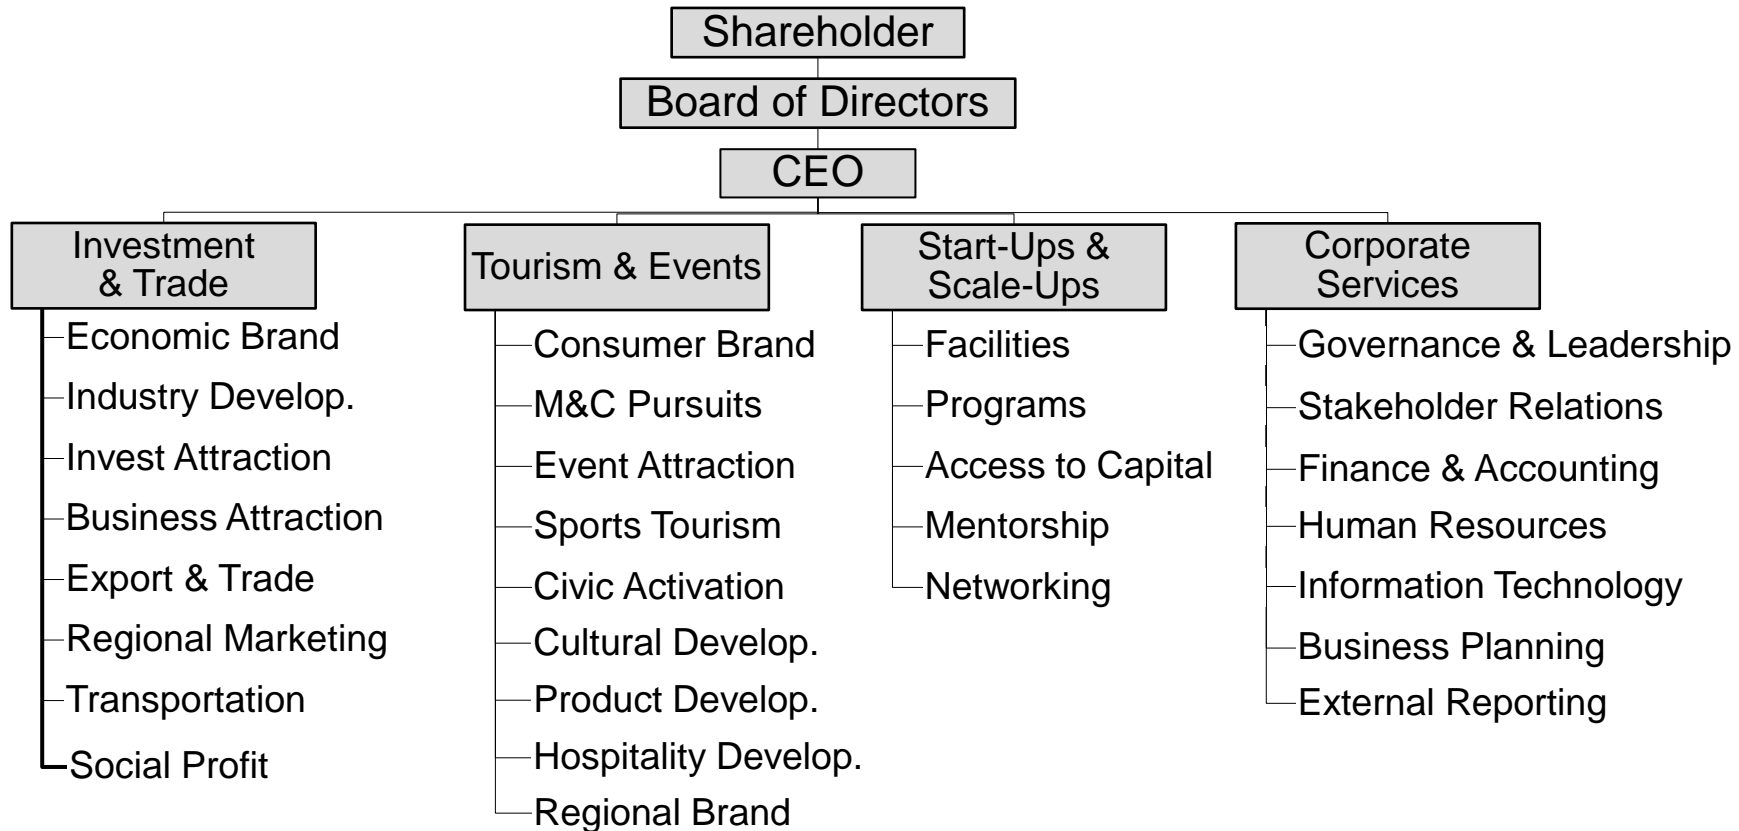 Shareholder
Board of Directors
CEO
Investment
& Trade
Economic Brand
Industry Develop.
Invest Attraction
Business Attraction
Export & Trade
Regional Marketing
Transportation
Social Profit
Tourism & Events
Consumer Brand
M&C Pursuits
Event Attraction
Sports Tourism
Civic Activation
Cultural Develop.
Product Develop.
Hospitality Develop.
Regional Brand
Start-Ups &
Scale-Ups
Facilities
Programs
Access to Capital
Mentorship
Networking
Corporate
Services
Governance & Leadership
Stakeholder Relations
Finance & Accounting
Human Resources
Information Technology
Business Planning
External Reporting